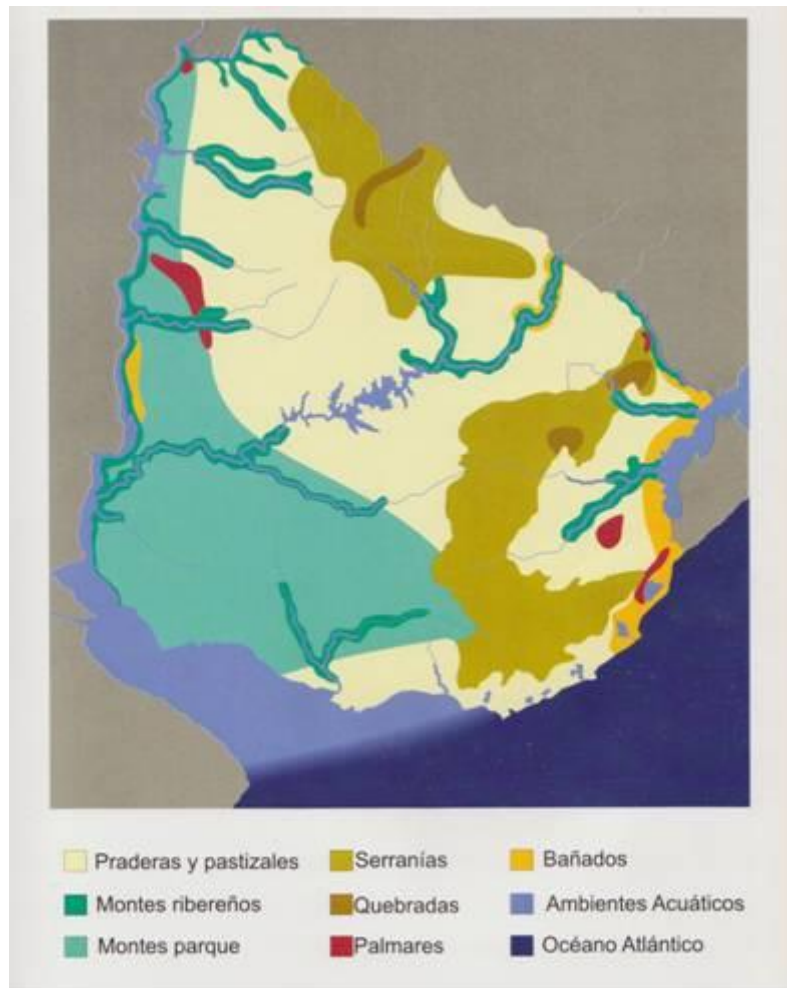 Praderas y pastizales
Serranías
Bañados
Montes ribereños
Quebradas
Ambientes Acuáticos
Montes parque
Palmares
Océano Atlántico